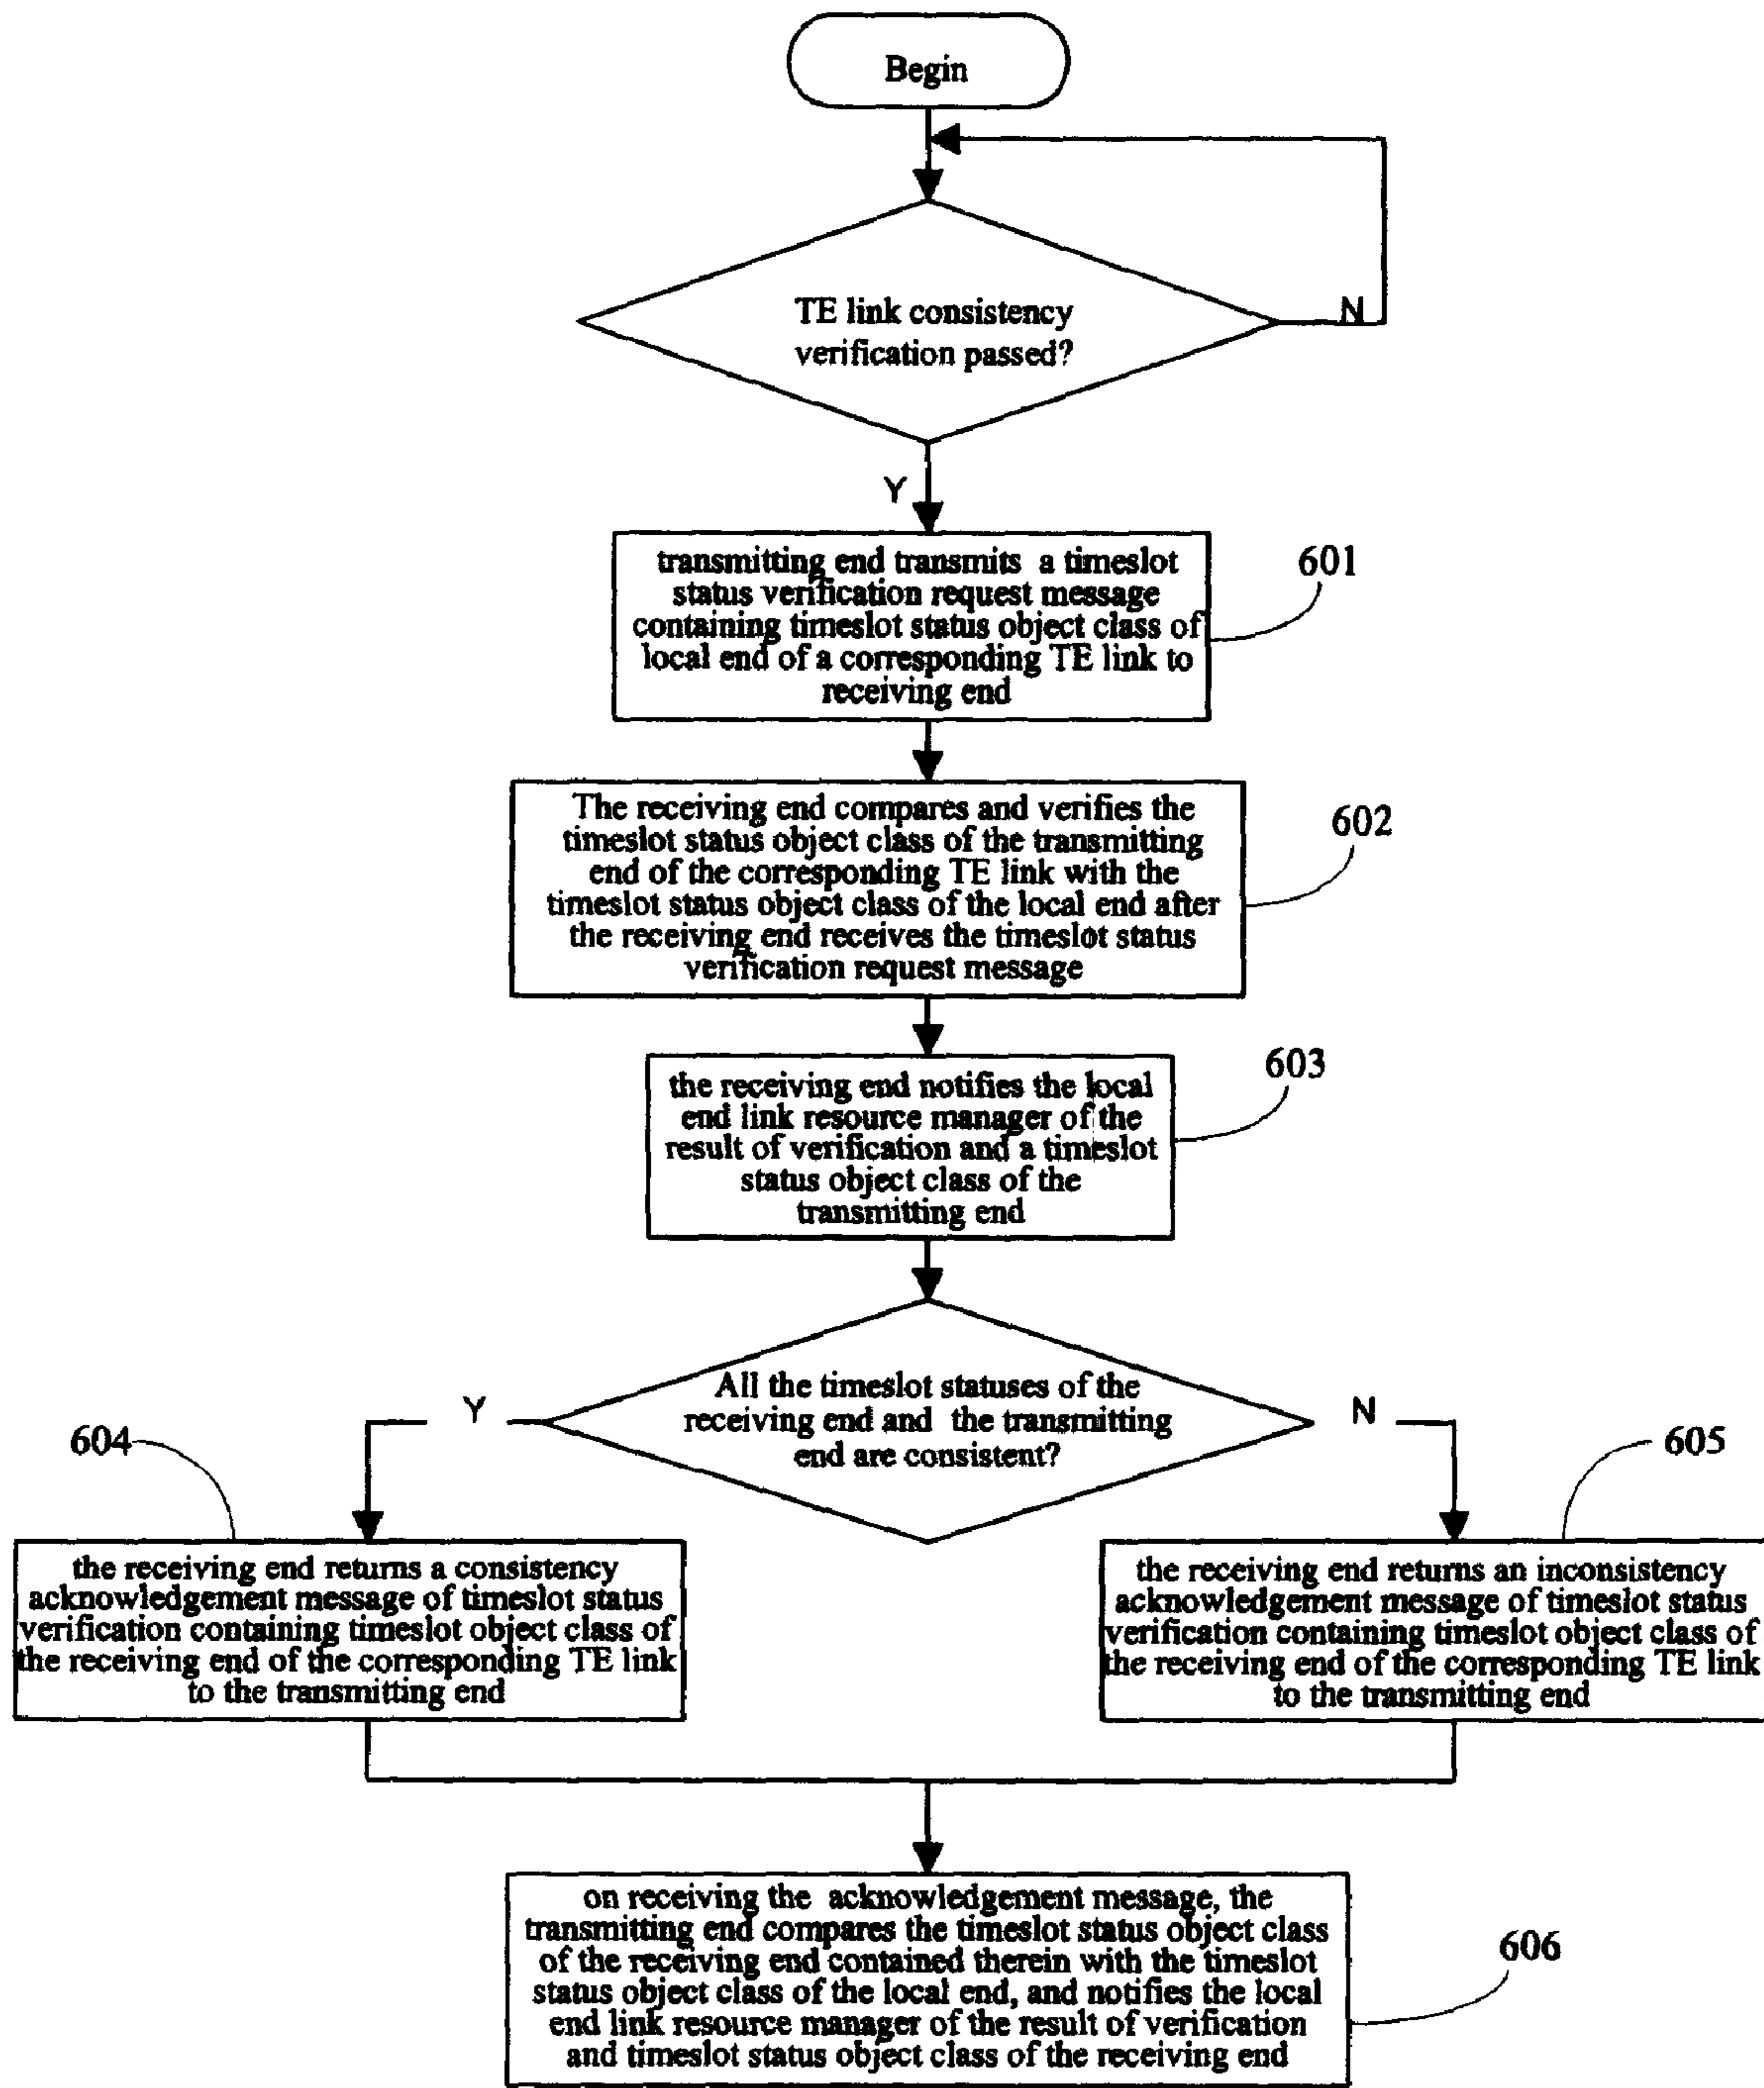 Begin
TE link consistency
verification passed?
N
Y
transmitting end transmits a timeslot
status verification request message
containing timeslot status object class of
local end of a corresponding TE link to
receiving end
601
The receiving end compares and verifies the
timeslot status object class of the transmitting
end of the corresponding TE link with the
timeslot status object class of the local end after
the receiving end receives the timeslot status
verification request message
602
the receiving end notifies the local
end link resource manager of the
result of verification and a timeslot
status object class of the
transmitting end
603
All the timeslot statuses of the
receiving end and the transmitting
end are consistent?
Y
N
604
605
the receiving end returns a consistency
acknowledgement message of timeslot status
verification containing timeslot object class of
the receiving end of the corresponding TE link
to the transmitting end
the receiving end returns an inconsistency
acknowledgement message of timeslot status
verification containing timeslot object class of
the receiving end of the corresponding TE link
to the transmitting end
on receiving the acknowledgement message, the
transmitting end compares the timeslot status object class
of the receiving end contained therein with the timeslot
status object class of the local end, and notifies the local
end link resource manager of the result of verification
and timeslot status object class of the receiving end
606